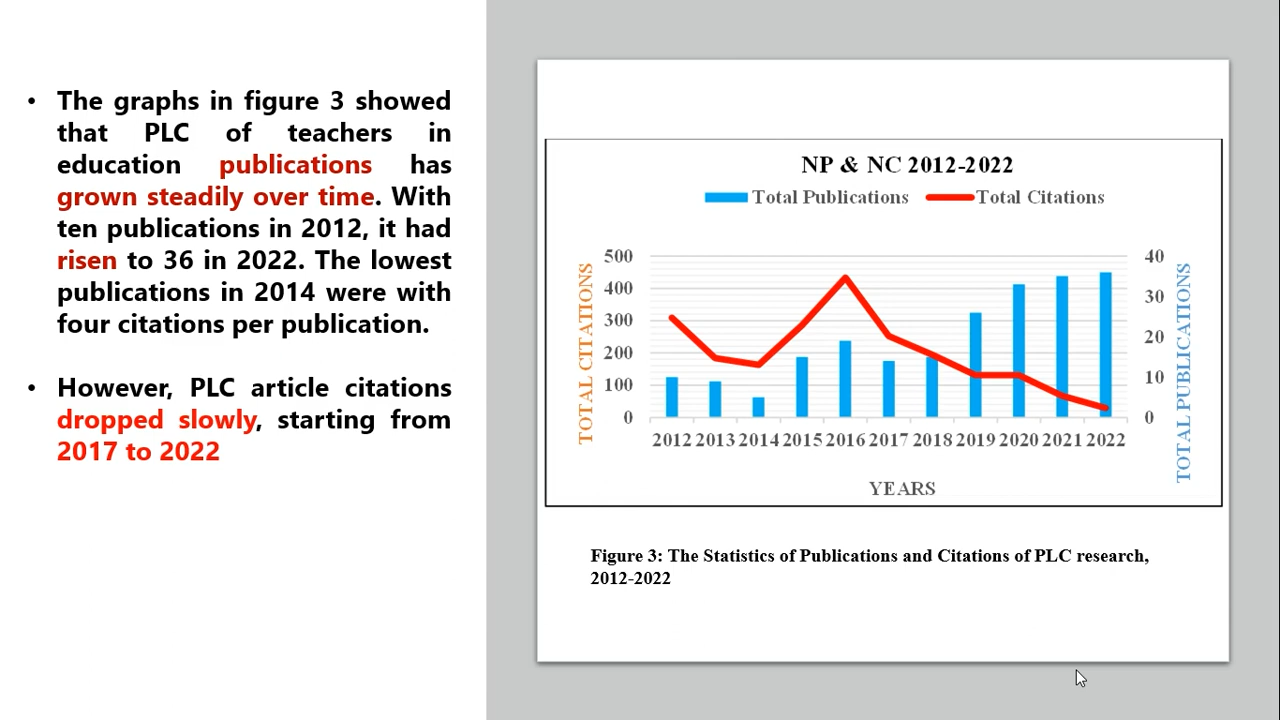 • The graphs in figure 3 showed
that PLC of teachers in
education publications has
grown steadily over time. With
ten publications in 2012, it had
risen to 36 in 2022. The lowest
publications in 2014 were with
four citations per publication.
• However, PLC article citations
dropped slowly, starting from
2017 to 2022
NP & NC 2012-2022
Total Publications Total Citations
TOTAL CITATIONS
500
400
300
200
100
0
40
30
20
10
0
TOTAL PUBLICATIONS
2012 2013 2014 2015 2016 2017 2018 2019 2020 2021 2022
YEARS
Figure 3: The Statistics of Publications and Citations of PLC research,
2012-2022